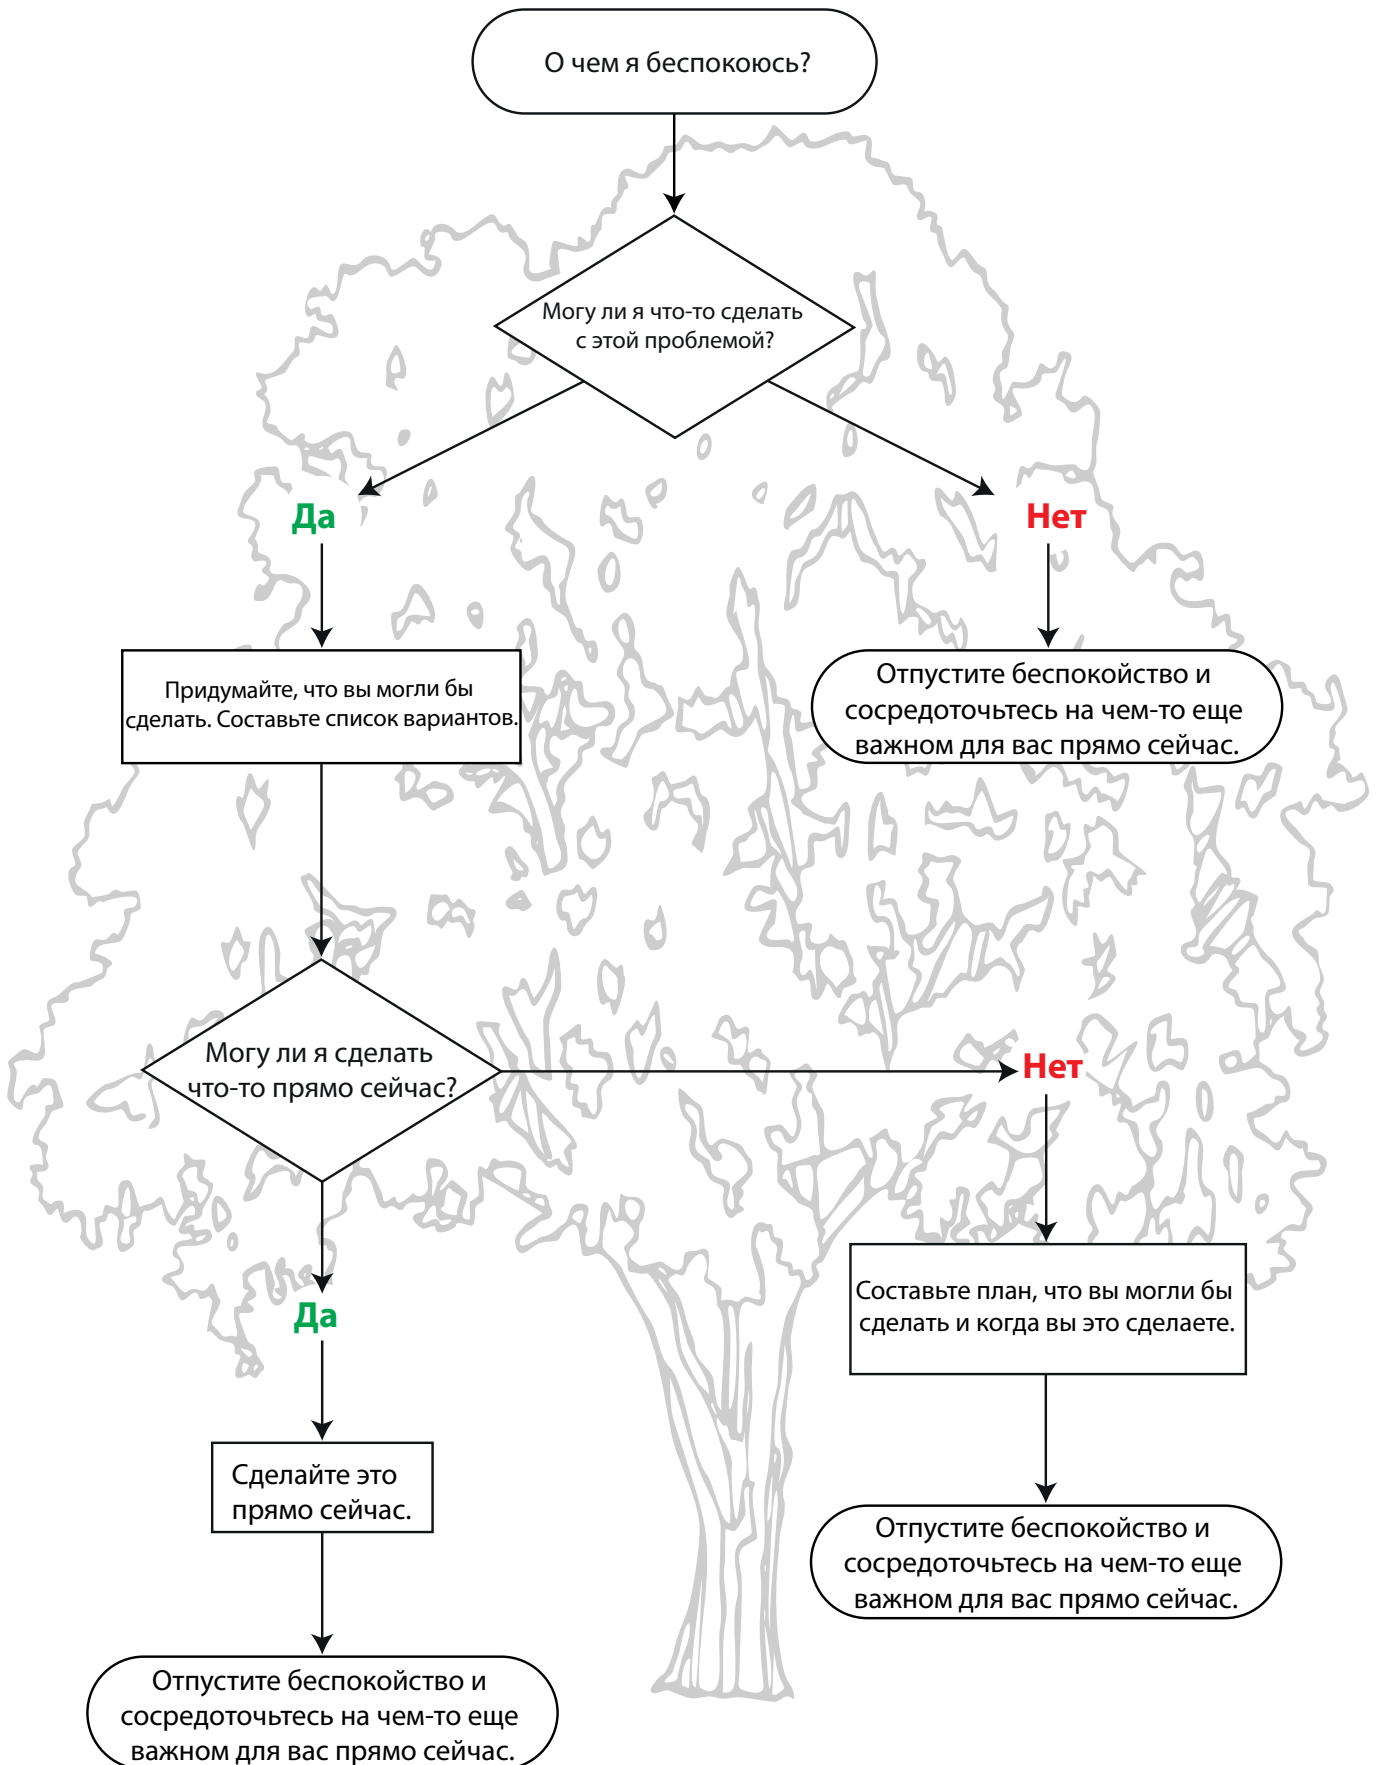 О чем я беспокоюсь?
Могу ли я что-то сделать
с этой проблемой?
Да
Нет
Придумайте, что вы могли бы
сделать. Составьте список вариантов.
Отпустите беспокойство и
сосредоточьтесь на чем-то еще
важном для вас прямо сейчас.
Могу ли я сделать
что-то прямо сейчас?
Нет
Да
Составьте план, что вы могли бы
сделать и когда вы это сделаете.
Сделайте это
прямо сейчас.
Отпустите беспокойство и
сосредоточьтесь на чем-то еще
важном для вас прямо сейчас.
Отпустите беспокойство и
сосредоточьтесь на чем-то еще
важном для вас прямо сейчас.